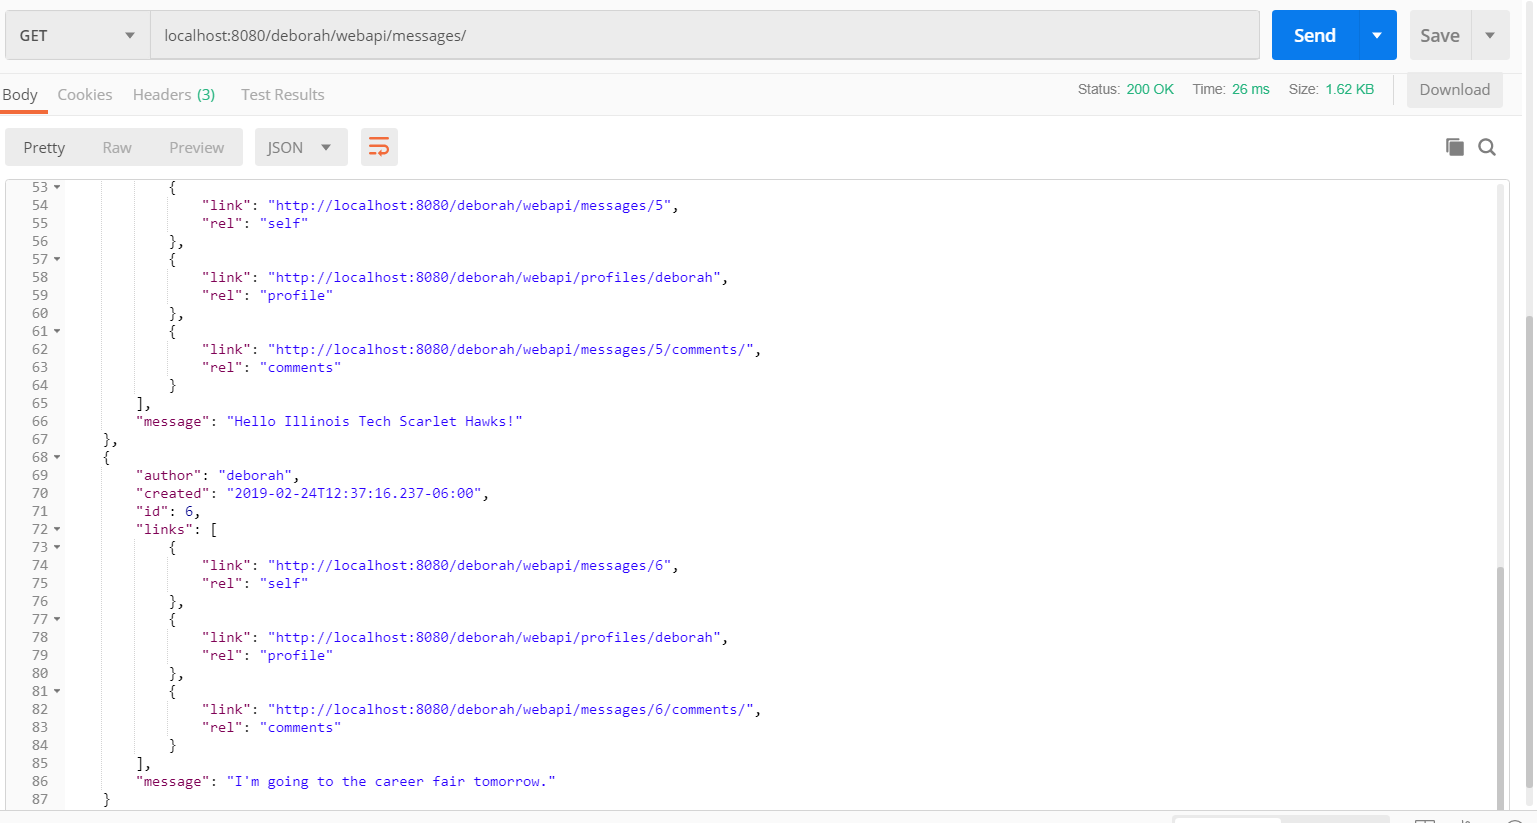 GET localhost:8080/deborah/webapi/messages/ Send Save
Body Cookies Headers (3) Test Results Status: 200 OK Time: 26 ms Size: 1.62 KB Download
Pretty Raw Preview JSON
53 {
54 "link": "http://localhost:8080/deborah/webapi/messages/5",
55 "rel": "self"
56 },
57 {
58 "link": "http://localhost:8080/deborah/webapi/profiles/deborah",
59 "rel": "profile"
60 },
61 {
62 "link": "http://localhost:8080/deborah/webapi/messages/5/comments/",
63 "rel": "comments"
64 }
65 ],
66 "message": "Hello Illinois Tech Scarlet Hawks!"
67 },
68 {
69 "author": "deborah",
70 "created": "2019-02-24T12:37:16.237-06:00",
71 "id": 6,
72 "links": [
73 {
74 "link": "http://localhost:8080/deborah/webapi/messages/6",
75 "rel": "self"
76 },
77 {
78 "link": "http://localhost:8080/deborah/webapi/profiles/deborah",
79 "rel": "profile"
80 },
81 {
82 "link": "http://localhost:8080/deborah/webapi/messages/6/comments/",
83 "rel": "comments"
84 }
85 ],
86 "message": "I'm going to the career fair tomorrow."
87 }